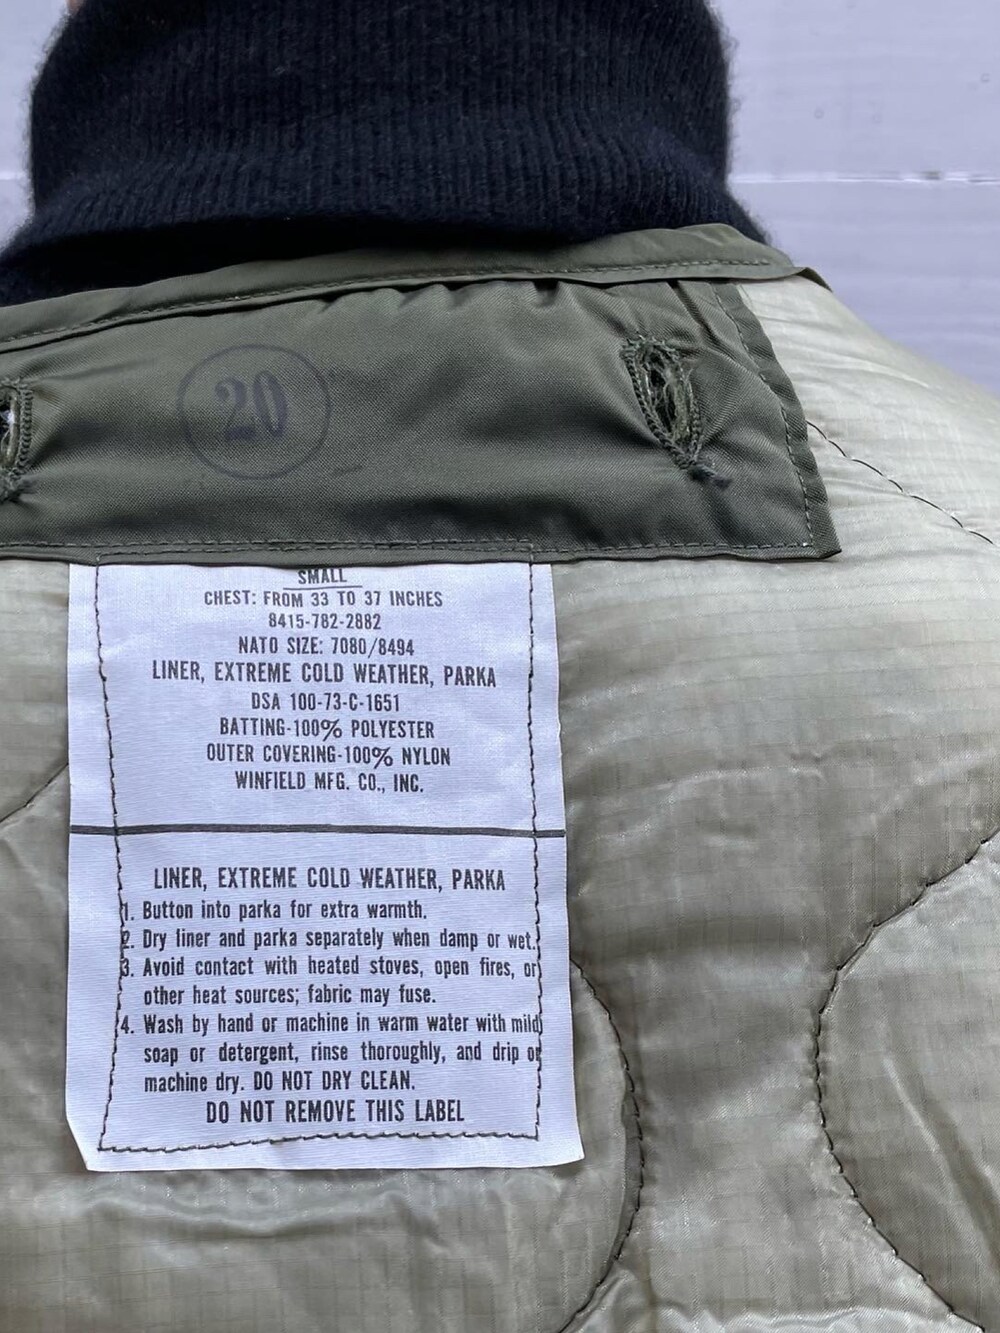 20
SMALL
CHEST: FROM 33 TO 37 INCHES
8415-782-2882
NATO SIZE: 7080/8494
LINER, EXTREME COLD WEATHER, PARKA
DSA 100-73-C-1651
BATTING-100% POLYESTER
OUTER COVERING-100% NYLON
WINFIELD MFG. CO., INC.
LINER, EXTREME COLD WEATHER, PARKA
1. Button into parka for extra warmth.
2. Dry liner and parka separately when damp or wet.
3. Avoid contact with heated stoves, open fires, or
other heat sources; fabric may fuse.
4. Wash by hand or machine in warm water with mild
soap or detergent, rinse thoroughly, and drip or
machine dry. DO NOT DRY CLEAN.
DO NOT REMOVE THIS LABEL